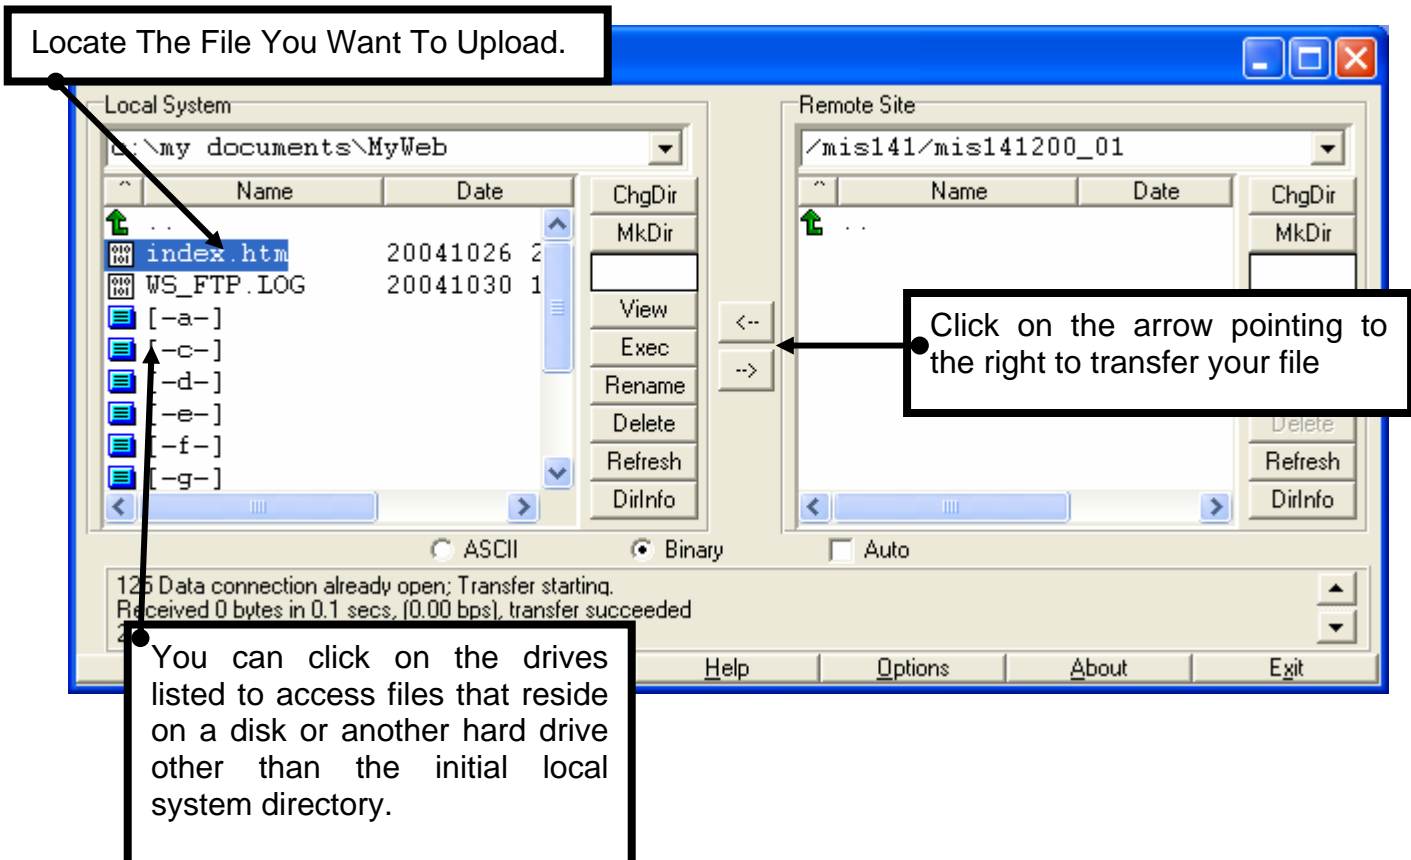 Locate The File You Want To Upload.
Local System
Remote Site
:\my documents\MyWeb
/mis141/mis141200_01
^ Name Date
ChgDir
^ Name Date
ChgDir
..
MkDir
..
MkDir
index.htm 20041026 2
WS_FTP.LOG 20041030 1
[-a-]
View
<--
Click on the arrow pointing to
the right to transfer your file
[-c-]
Exec
-->
[-d-]
Rename
[-e-]
Delete
Delete
[-f-]
Refresh
Refresh
[-g-]
DirInfo
DirInfo
ASCII Binary Auto
125 Data connection already open; Transfer starting.
Received 0 bytes in 0.1 secs, (0.00 bps), transfer succeeded
Help Options About Exit
You can click on the drives
listed to access files that reside
on a disk or another hard drive
other than the initial local
system directory.